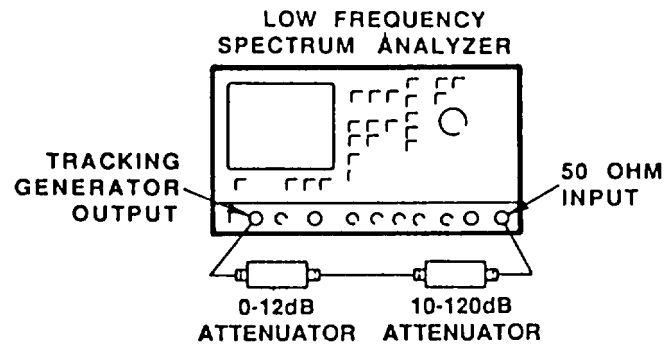 LOW FREQUENCY
SPECTRUM ANALYZER
TRACKING
GENERATOR
OUTPUT
50 OHM
INPUT
0-12dB
ATTENUATOR
10-120dB
ATTENUATOR